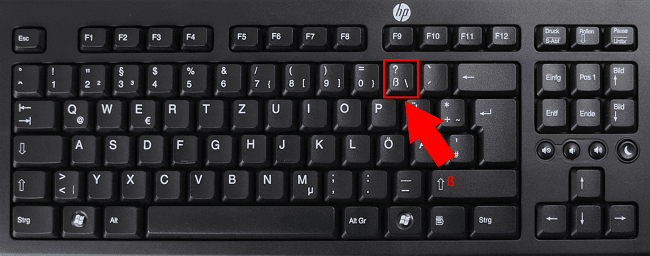 hp
Esc F1 F2 F3 F4 F5 F6 F7 F8 F9 F10 F11 F12 Druck S-Abf Rollen Pause Untbr
° ! " § $ % & / ( ) = ? `
^ 1 2 ² 3 ³ 4 5 6 7 { 8 [ 9 ] 0 } ß \ ´ ← Einfg Pos 1 Bild ↑
Q @ W E € R T Z U I O P Ü * + ~ Entf Ende Bild ↓
A S D F G H J K L Ö Ä ' #
> < | Y X C V B N M µ ; , : . _ - ⇧ ß ↑
Strg Alt Alt Gr Strg ← ↓ →